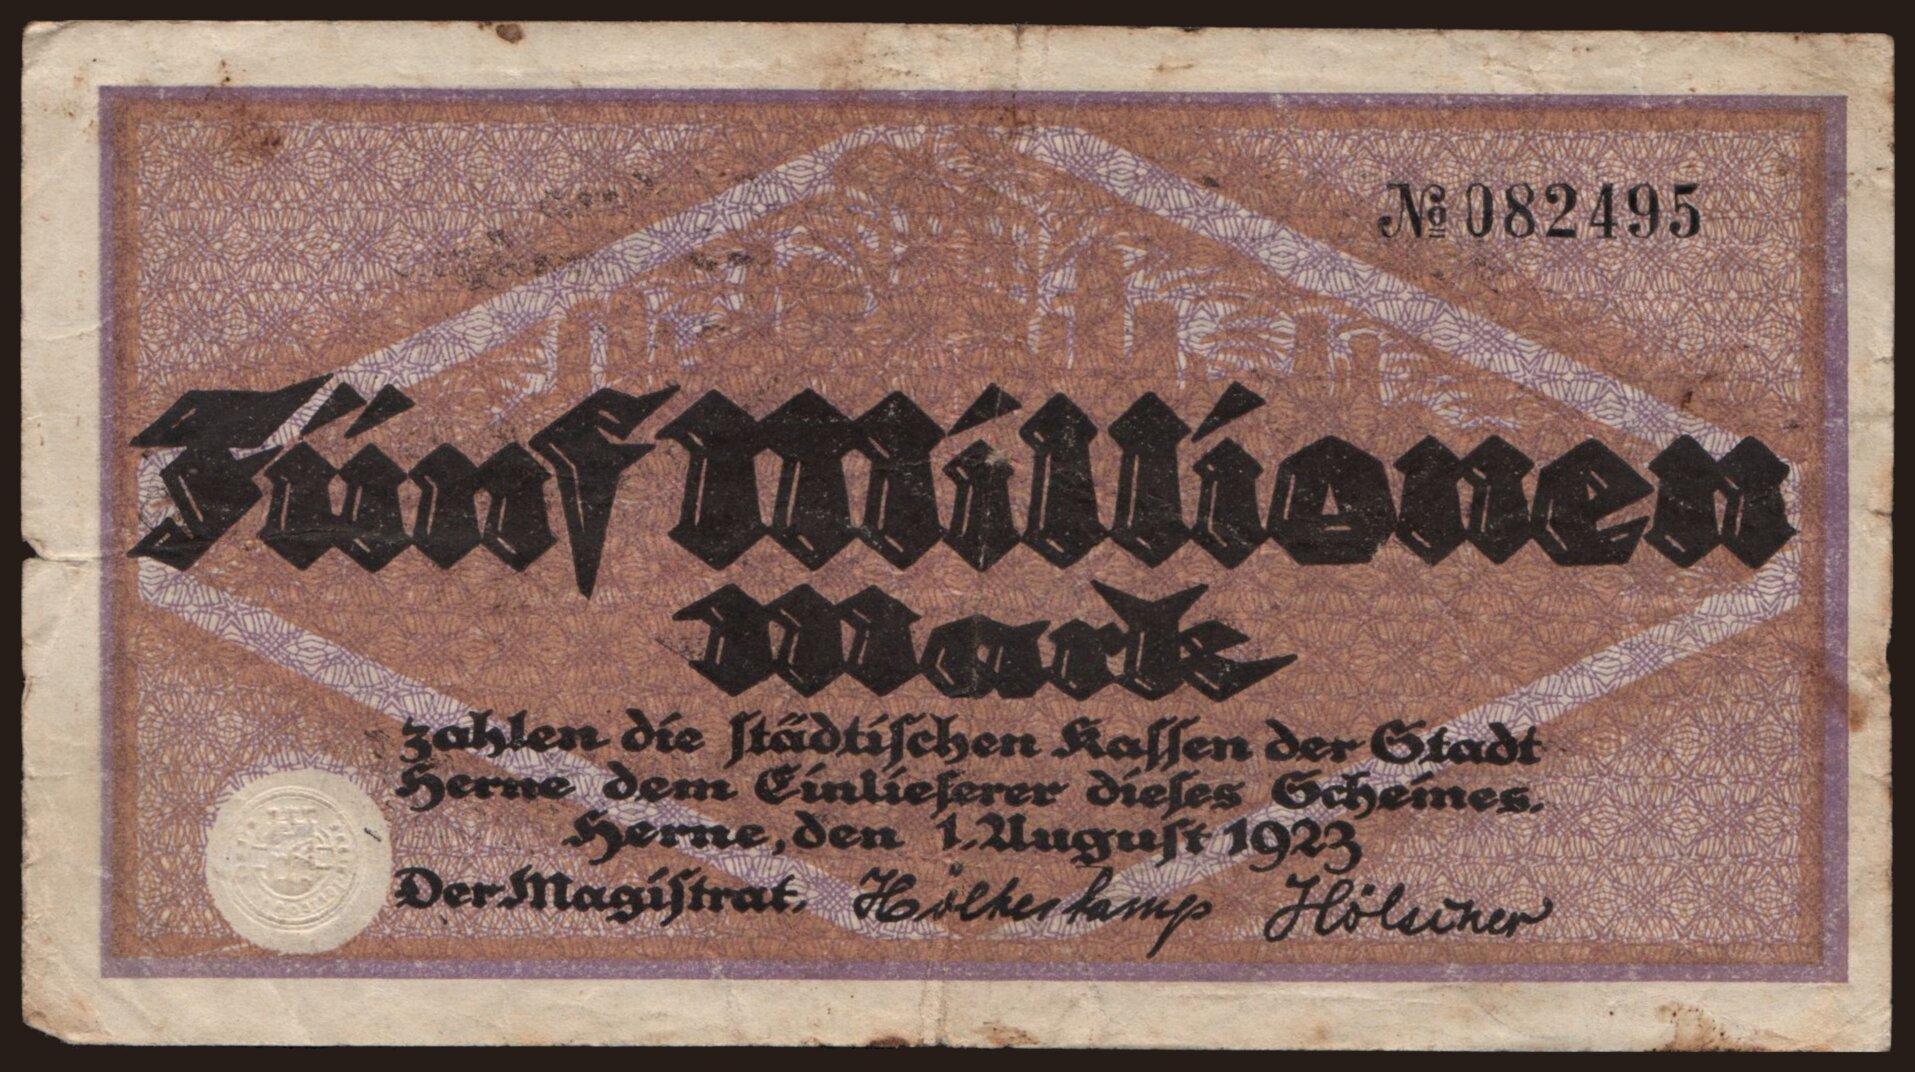 № 082495
Fünf Millionen
Mark
zahlen die städtischen Kassen der Stadt
Herne dem Einlieferer dieses Scheines.
Herne, den 1. August 1923
Der Magistrat. Hölkeskamp Hölscher